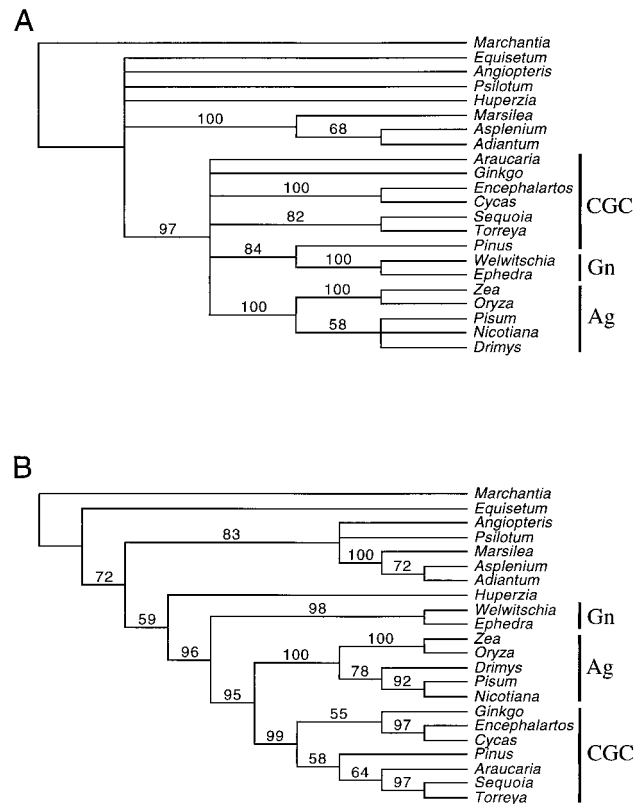 A
Marchantia
Equisetum
Angiopteris
Psilotum
Huperzia
Marsilea
100
Asplenium
68
Adiantum
Araucaria
Ginkgo
Encephalartos
100
Cycas
CGC
Sequoia
82
Torreya
97
Pinus
84
Welwitschia
100
Gn
Ephedra
Zea
100
Oryza
100
Ag
Pisum
58
Nicotiana
Drimys
B
Marchantia
Equisetum
Angiopteris
83
Psilotum
Marsilea
100
Asplenium
72
72
Adiantum
Huperzia
59
Welwitschia
98
Gn
Ephedra
Zea
100
Oryza
96
100
Drimys
Ag
78
Pisum
92
Nicotiana
95
Ginkgo
55
Encephalartos
97
Cycas
99
Pinus
CGC
58
Araucaria
64
Sequoia
97
Torreya